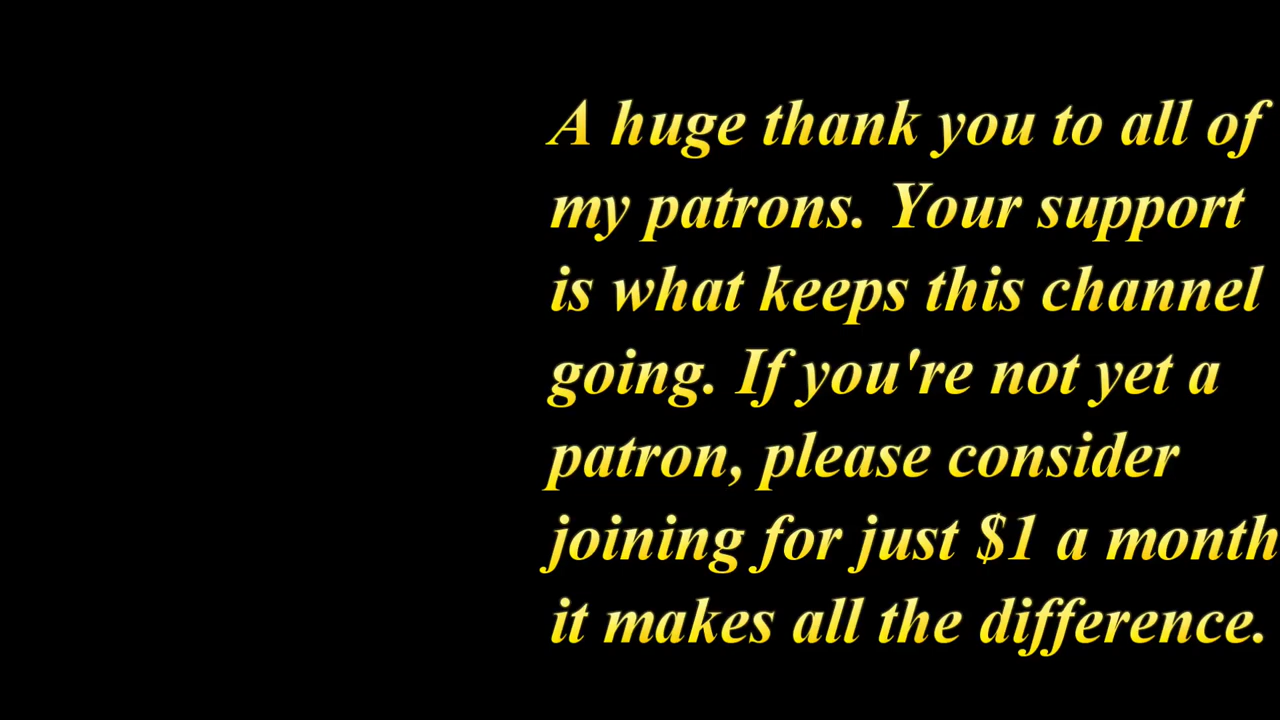 A huge thank you to all of
my patrons. Your support
is what keeps this channel
going. If you're not yet a
patron, please consider
joining for just $1 a month
it makes all the difference.